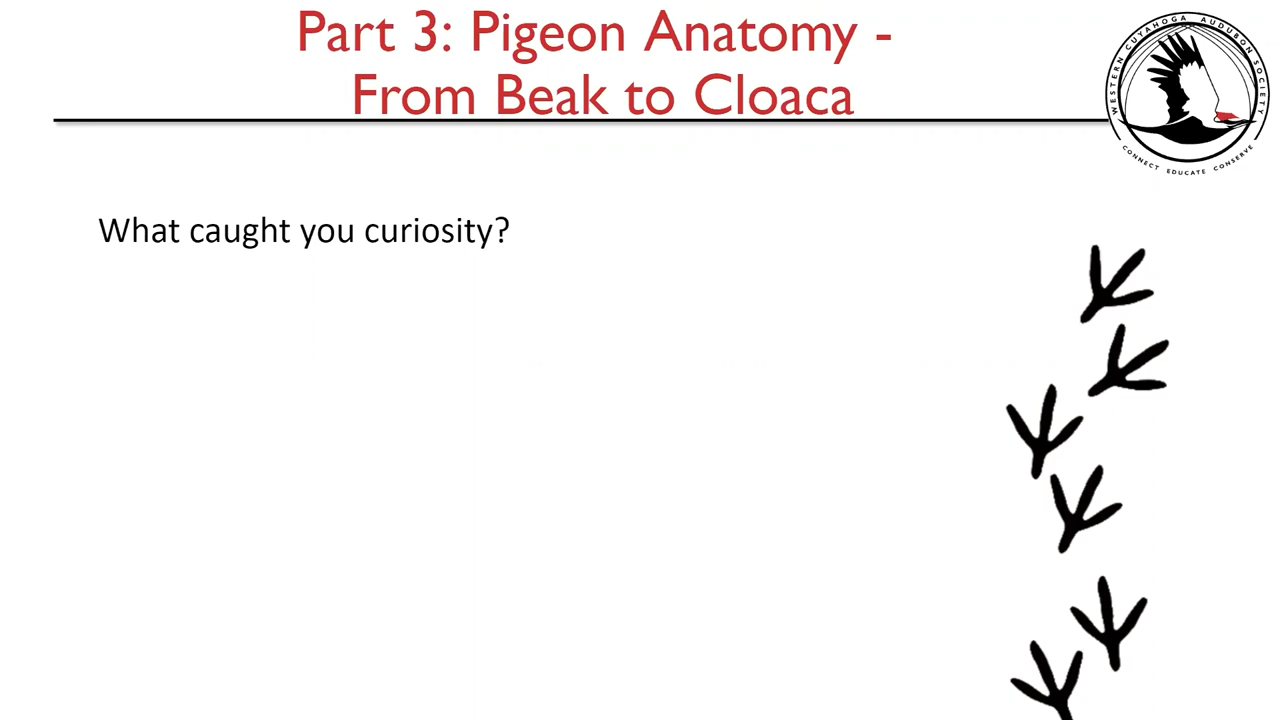 Part 3: Pigeon Anatomy -
From Beak to Cloaca
WESTERN CUYAHOGA AUDUBON SOCIETY
CONNECT EDUCATE CONSERVE
What caught you curiosity?